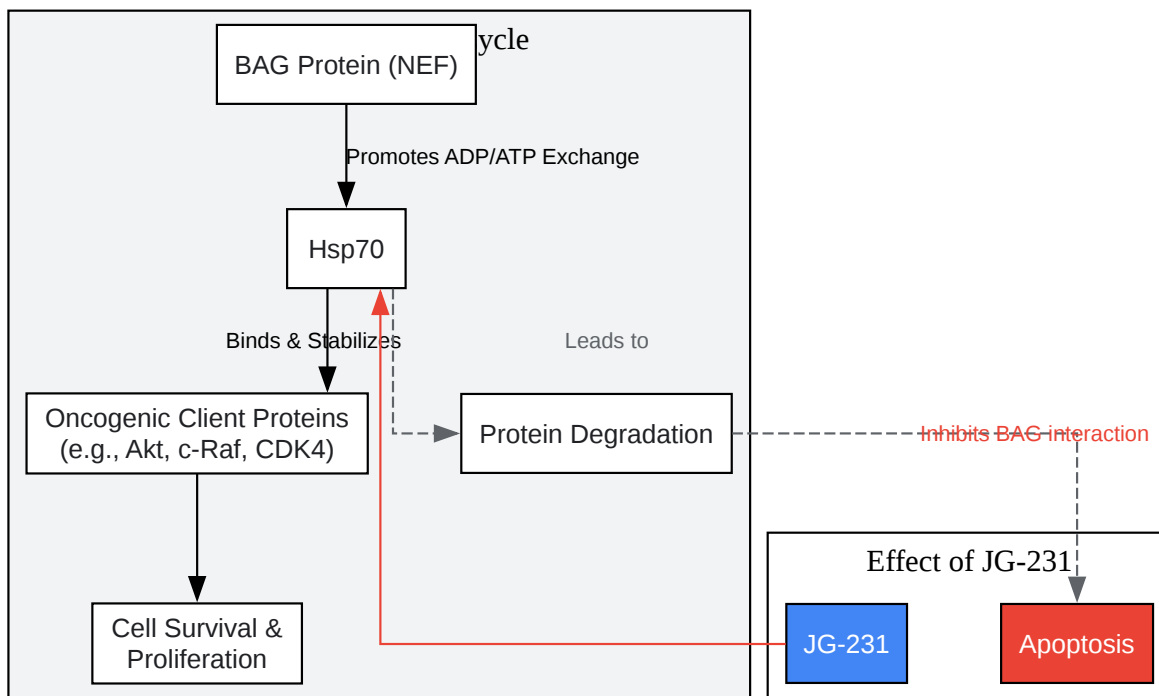 ycle
BAG Protein (NEF)
Promotes ADP/ATP Exchange
Hsp70
Binds & Stabilizes
Leads to
Oncogenic Client Proteins
(e.g., Akt, c-Raf, CDK4)
Protein Degradation
Inhibits BAG interaction
Effect of JG-231
Cell Survival &
Proliferation
JG-231
Apoptosis